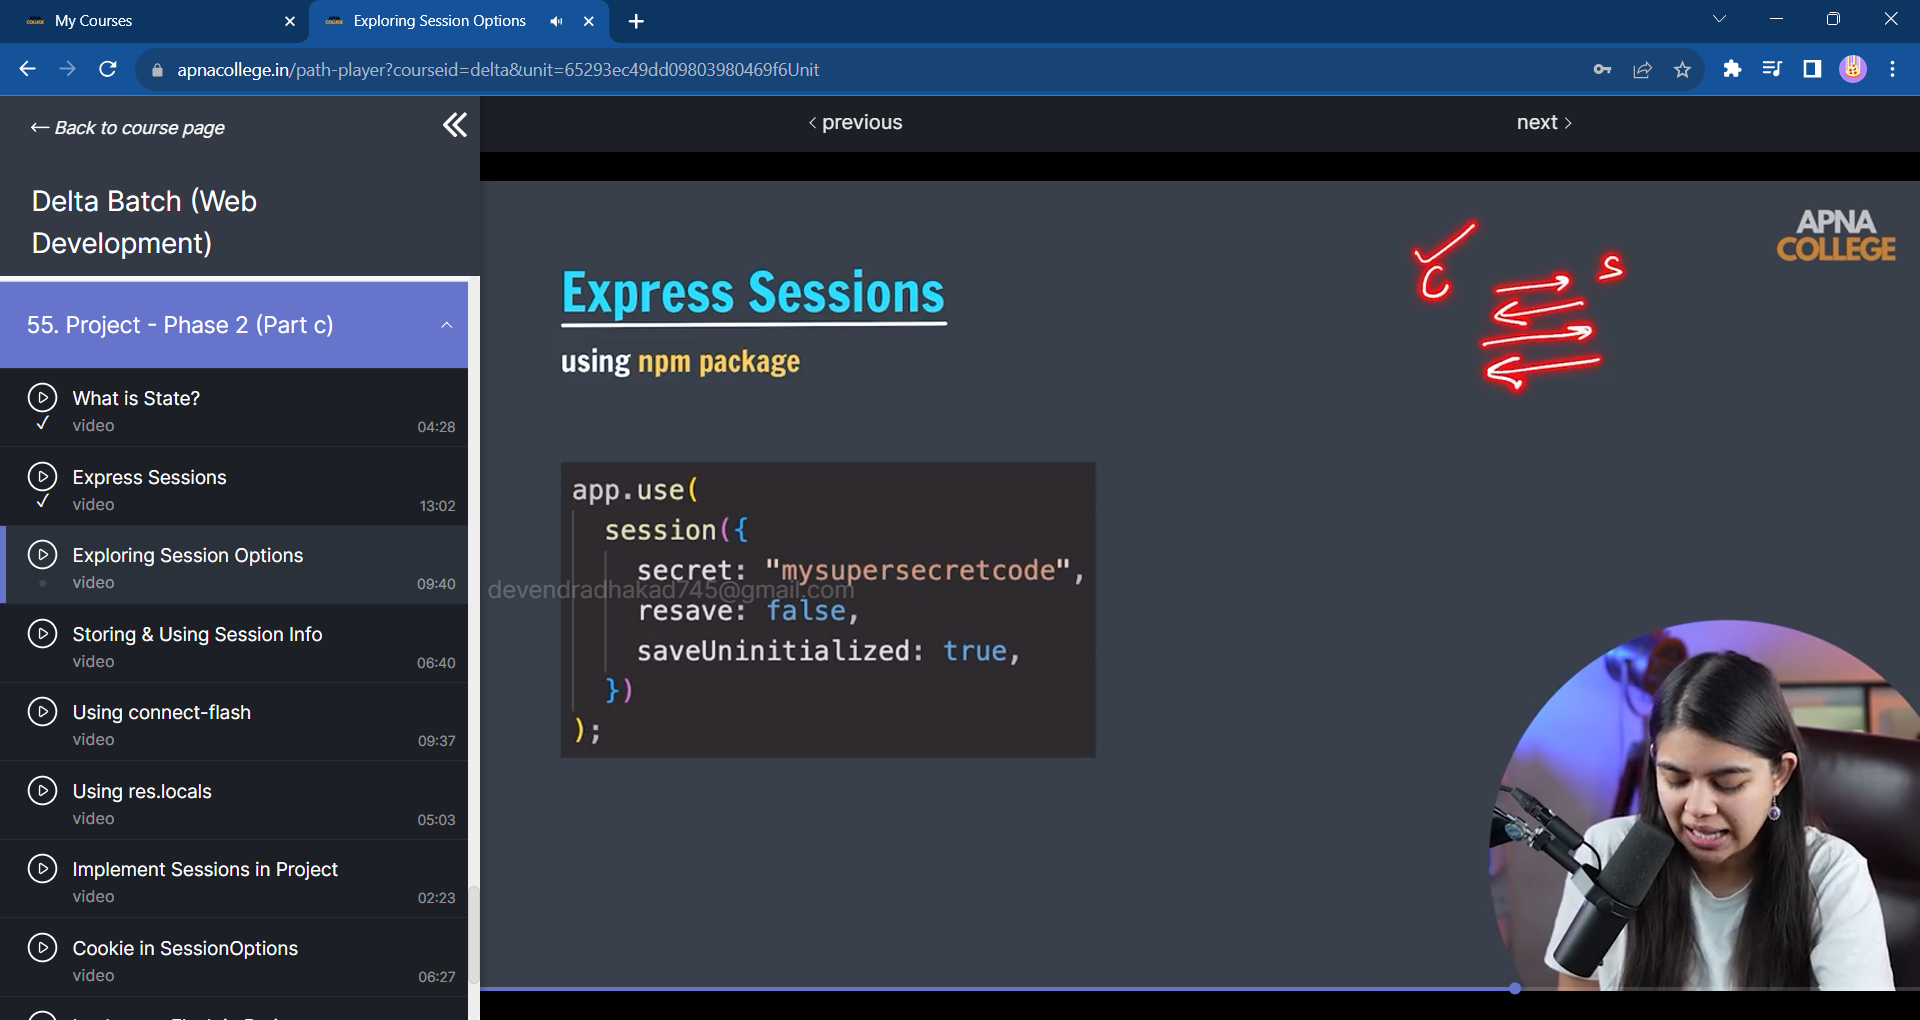 My Courses
Exploring Session Options
apnacollege.in/path-player?courseid=delta&unit=65293ec49dd09803980469f6Unit
← Back to course page
‹ previous
next ›
Delta Batch (Web
Development)
55. Project - Phase 2 (Part c)
What is State?
video
04:28
Express Sessions
video
13:02
Exploring Session Options
video
09:40
Storing & Using Session Info
video
06:40
Using connect-flash
video
09:37
Using res.locals
video
05:03
Implement Sessions in Project
video
02:23
Cookie in SessionOptions
video
06:27
APNA
COLLEGE
Express Sessions
using npm package
C
S
app.use(
session({
secret: "mysupersecretcode",
resave: false,
saveUninitialized: true,
})
);
devendradhakad745@gmail.com